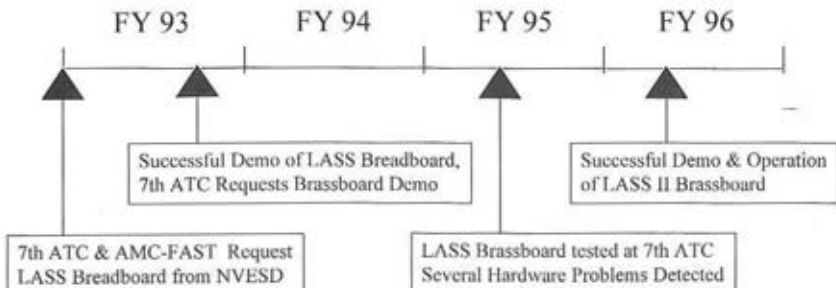 FY 93 FY 94 FY 95 FY 96
Successful Demo of LASS Breadboard,
7th ATC Requests Brassboard Demo
Successful Demo & Operation
of LASS II Brassboard
7th ATC & AMC-FAST Request
LASS Breadboard from NVESD
LASS Brassboard tested at 7th ATC
Several Hardware Problems Detected